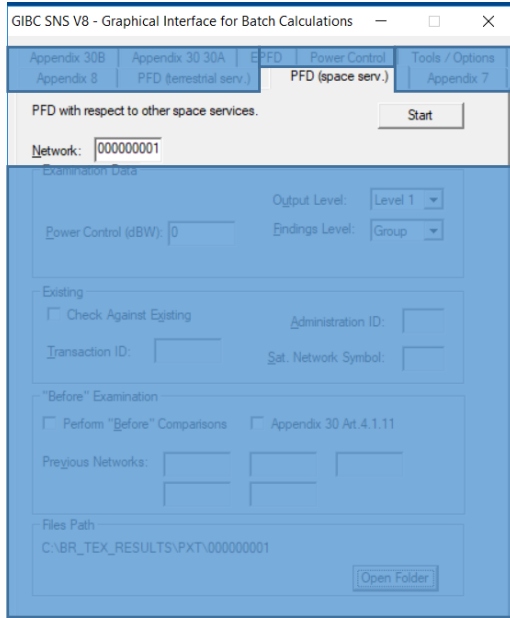 GIBC SNS V8 - Graphical Interface for Batch Calculations
Appendix 30B Appendix 30 30A EPFD Power Control Tools / Options
Appendix 8 PFD (terrestrial serv.) PFD (space serv.) Appendix 7
PFD with respect to other space services.
Start
Network: 000000001
Examination Data
Output Level: Level 1
Power Control (dBW): 0 Findings Level: Group
Existing
Check Against Existing
Administration ID:
Transaction ID:
Sat. Network Symbol:
"Before" Examination
Perform "Before" Comparisons Appendix 30 Art.4.1.11
Previous Networks:
Files Path
C:\BR_TEX_RESULTS\PXT\000000001
Open Folder